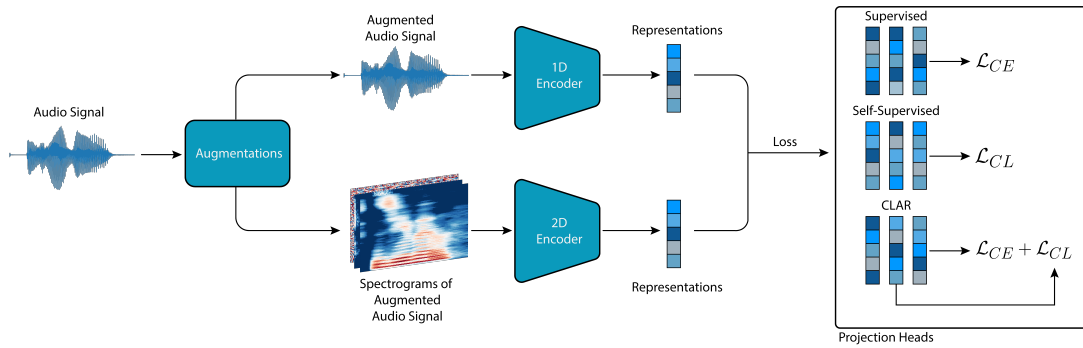 Audio Signal
Augmentations
Augmented
Audio Signal
1D
Encoder
Representations
Spectrograms of
Augmented
Audio Signal
2D
Encoder
Representations
Loss
Supervised
ℒ_CE
Self-Supervised
ℒ_CL
CLAR
ℒ_CE + ℒ_CL
Projection Heads